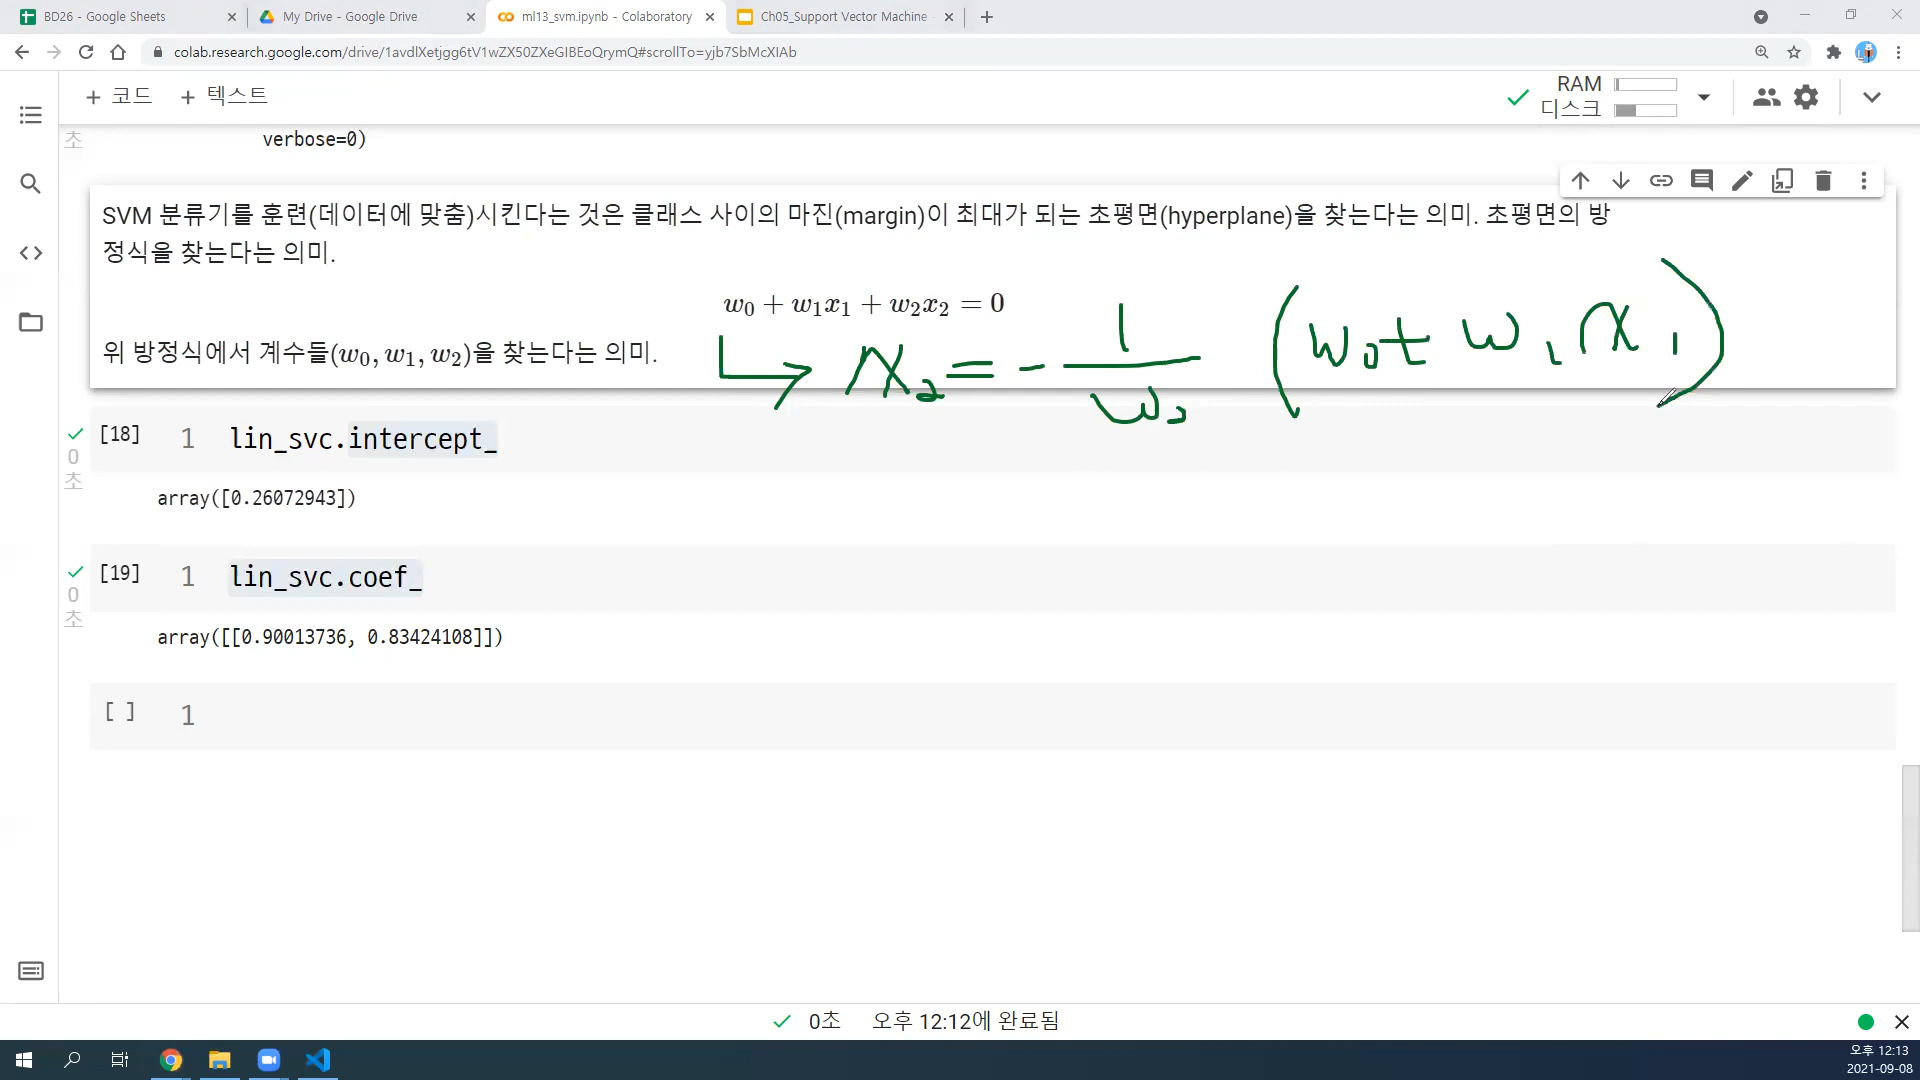 BD26 - Google Sheets
My Drive - Google Drive
ml13_svm.ipynb - Colaboratory
Ch05_Support Vector Machine
colab.research.google.com/drive/1avdlXetjgg6tV1wZX50ZXeGIBEoQrymQ#scrollTo=yjb7SbMcXIAb
+ 코드 + 텍스트
RAM
디스크
초
verbose=0)
SVM 분류기를 훈련(데이터에 맞춤)시킨다는 것은 클래스 사이의 마진(margin)이 최대가 되는 초평면(hyperplane)을 찾는다는 의미. 초평면의 방
정식을 찾는다는 의미.
w₀ + w₁x₁ + w₂x₂ = 0
위 방정식에서 계수들(w₀, w₁, w₂)을 찾는다는 의미.
x₂ = - 1/w₂ (w₀ + w₁x₁)
[18] 1 lin_svc.intercept_
0
초
array([0.26072943])
[19] 1 lin_svc.coef_
0
초
array([[0.90013736, 0.83424108]])
[ ] 1
0초 오후 12:12에 완료됨
오후 12:13
2021-09-08